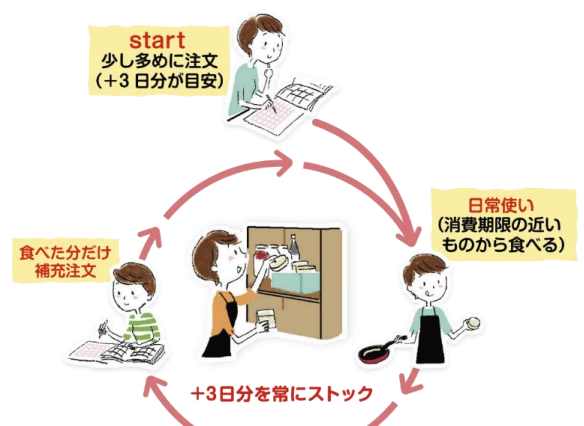 start
少し多めに注文
(＋3日分が目安)
日常使い
(消費期限の近い
ものから食べる)
食べた分だけ
補充注文
＋3日分を常にストック